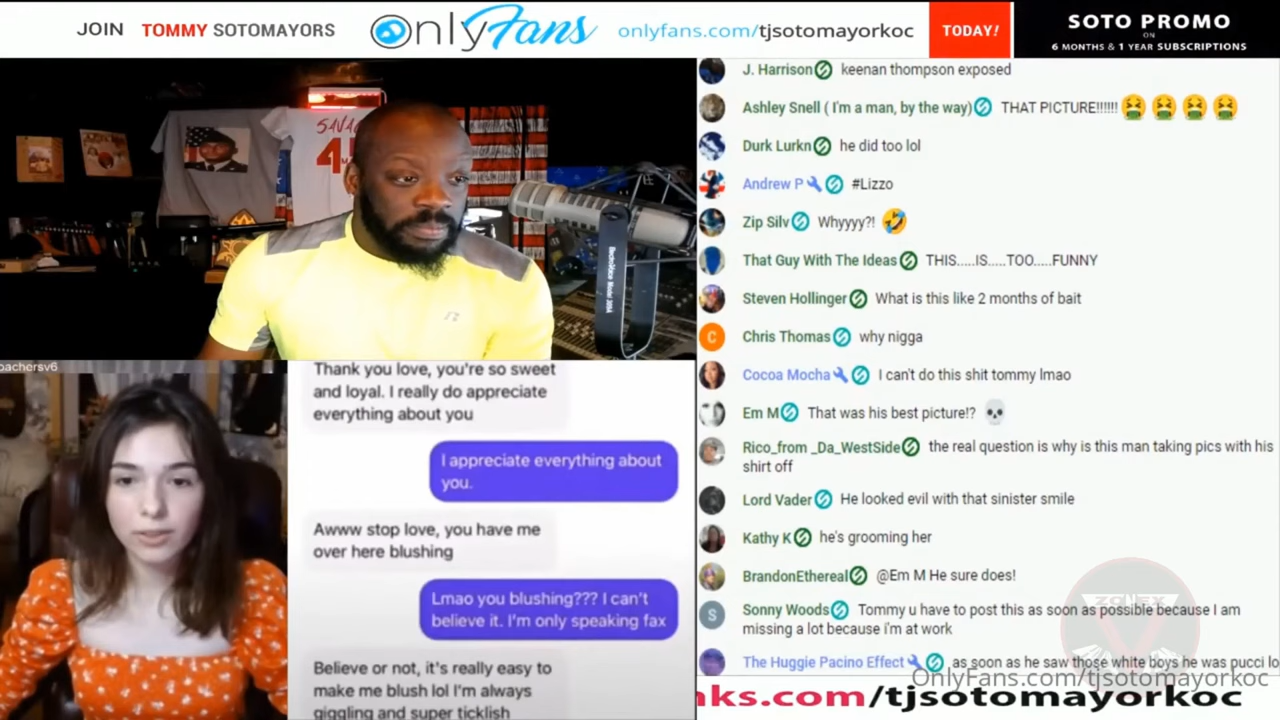 JOIN TOMMY SOTOMAYORS OnlyFans onlyfans.com/tjsotomayorkoc TODAY!
SOTO PROMO
ON
6 MONTHS & 1 YEAR SUBSCRIPTIONS
SAVAGE
4
ElectroVoice Model 309A
pachersv6
Thank you love, you're so sweet
and loyal. I really do appreciate
everything about you
I appreciate everything about
you.
Awww stop love, you have me
over here blushing
Lmao you blushing??? I can't
believe it. I'm only speaking fax
Believe or not, it's really easy to
make me blush lol I'm always
giggling and super ticklish
J. Harrison keenan thompson exposed
Ashley Snell ( I'm a man, by the way) THAT PICTURE!!!!!! 🤮 🤮 🤮 🤮
Durk Lurkn he did too lol
Andrew P #Lizzo
Zip Silv Whyyyy?! 🤣
That Guy With The Ideas THIS.....IS.....TOO.....FUNNY
Steven Hollinger What is this like 2 months of bait
C
Chris Thomas why nigga
Cocoa Mocha I can't do this shit tommy lmao
Em M That was his best picture!? 💀
Rico_from _Da_WestSide the real question is why is this man taking pics with his
shirt off
Lord Vader He looked evil with that sinister smile
Kathy K he's grooming her
BrandonEthereal @Em M He sure does!
S
Sonny Woods Tommy u have to post this as soon as possible because I am
missing a lot because i'm at work
The Huggie Pacino Effect as soon as he saw those white boys he was pucci lo
OnlyFans.com/tjsotomayorkoc
nks.com/tjsotomayorkoc